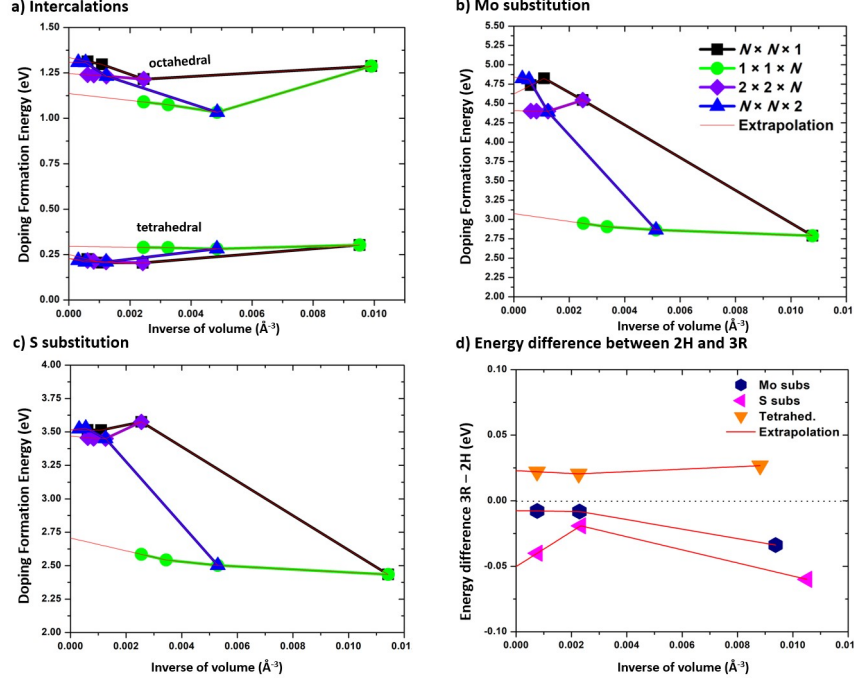 a) Intercalations
Doping Formation Energy (eV)
1.50
1.25
1.00
0.75
0.50
0.25
0.00
octahedral
tetrahedral
0.000 0.002 0.004 0.006 0.008 0.010
Inverse of volume (Å⁻³)
b) Mo substitution
Doping Formation Energy (eV)
5.50
5.25
5.00
4.75
4.50
4.25
4.00
3.75
3.50
3.25
3.00
2.75
2.50
2.25
2.00
N × N × 1
1 × 1 × N
2 × 2 × N
N × N × 2
Extrapolation
0.000 0.002 0.004 0.006 0.008 0.010 0.01
Inverse of volume (Å⁻³)
c) S substitution
Doping Formation Energy (eV)
4.00
3.75
3.50
3.25
3.00
2.75
2.50
2.25
2.00
0.000 0.002 0.004 0.006 0.008 0.010 0.01
Inverse of volume (Å⁻³)
d) Energy difference between 2H and 3R
Energy difference 3R – 2H (eV)
0.10
0.05
0.00
-0.05
-0.10
Mo subs
S subs
Tetrahed.
Extrapolation
0.000 0.002 0.004 0.006 0.008 0.010 0.01
Inverse of volume (Å⁻³)